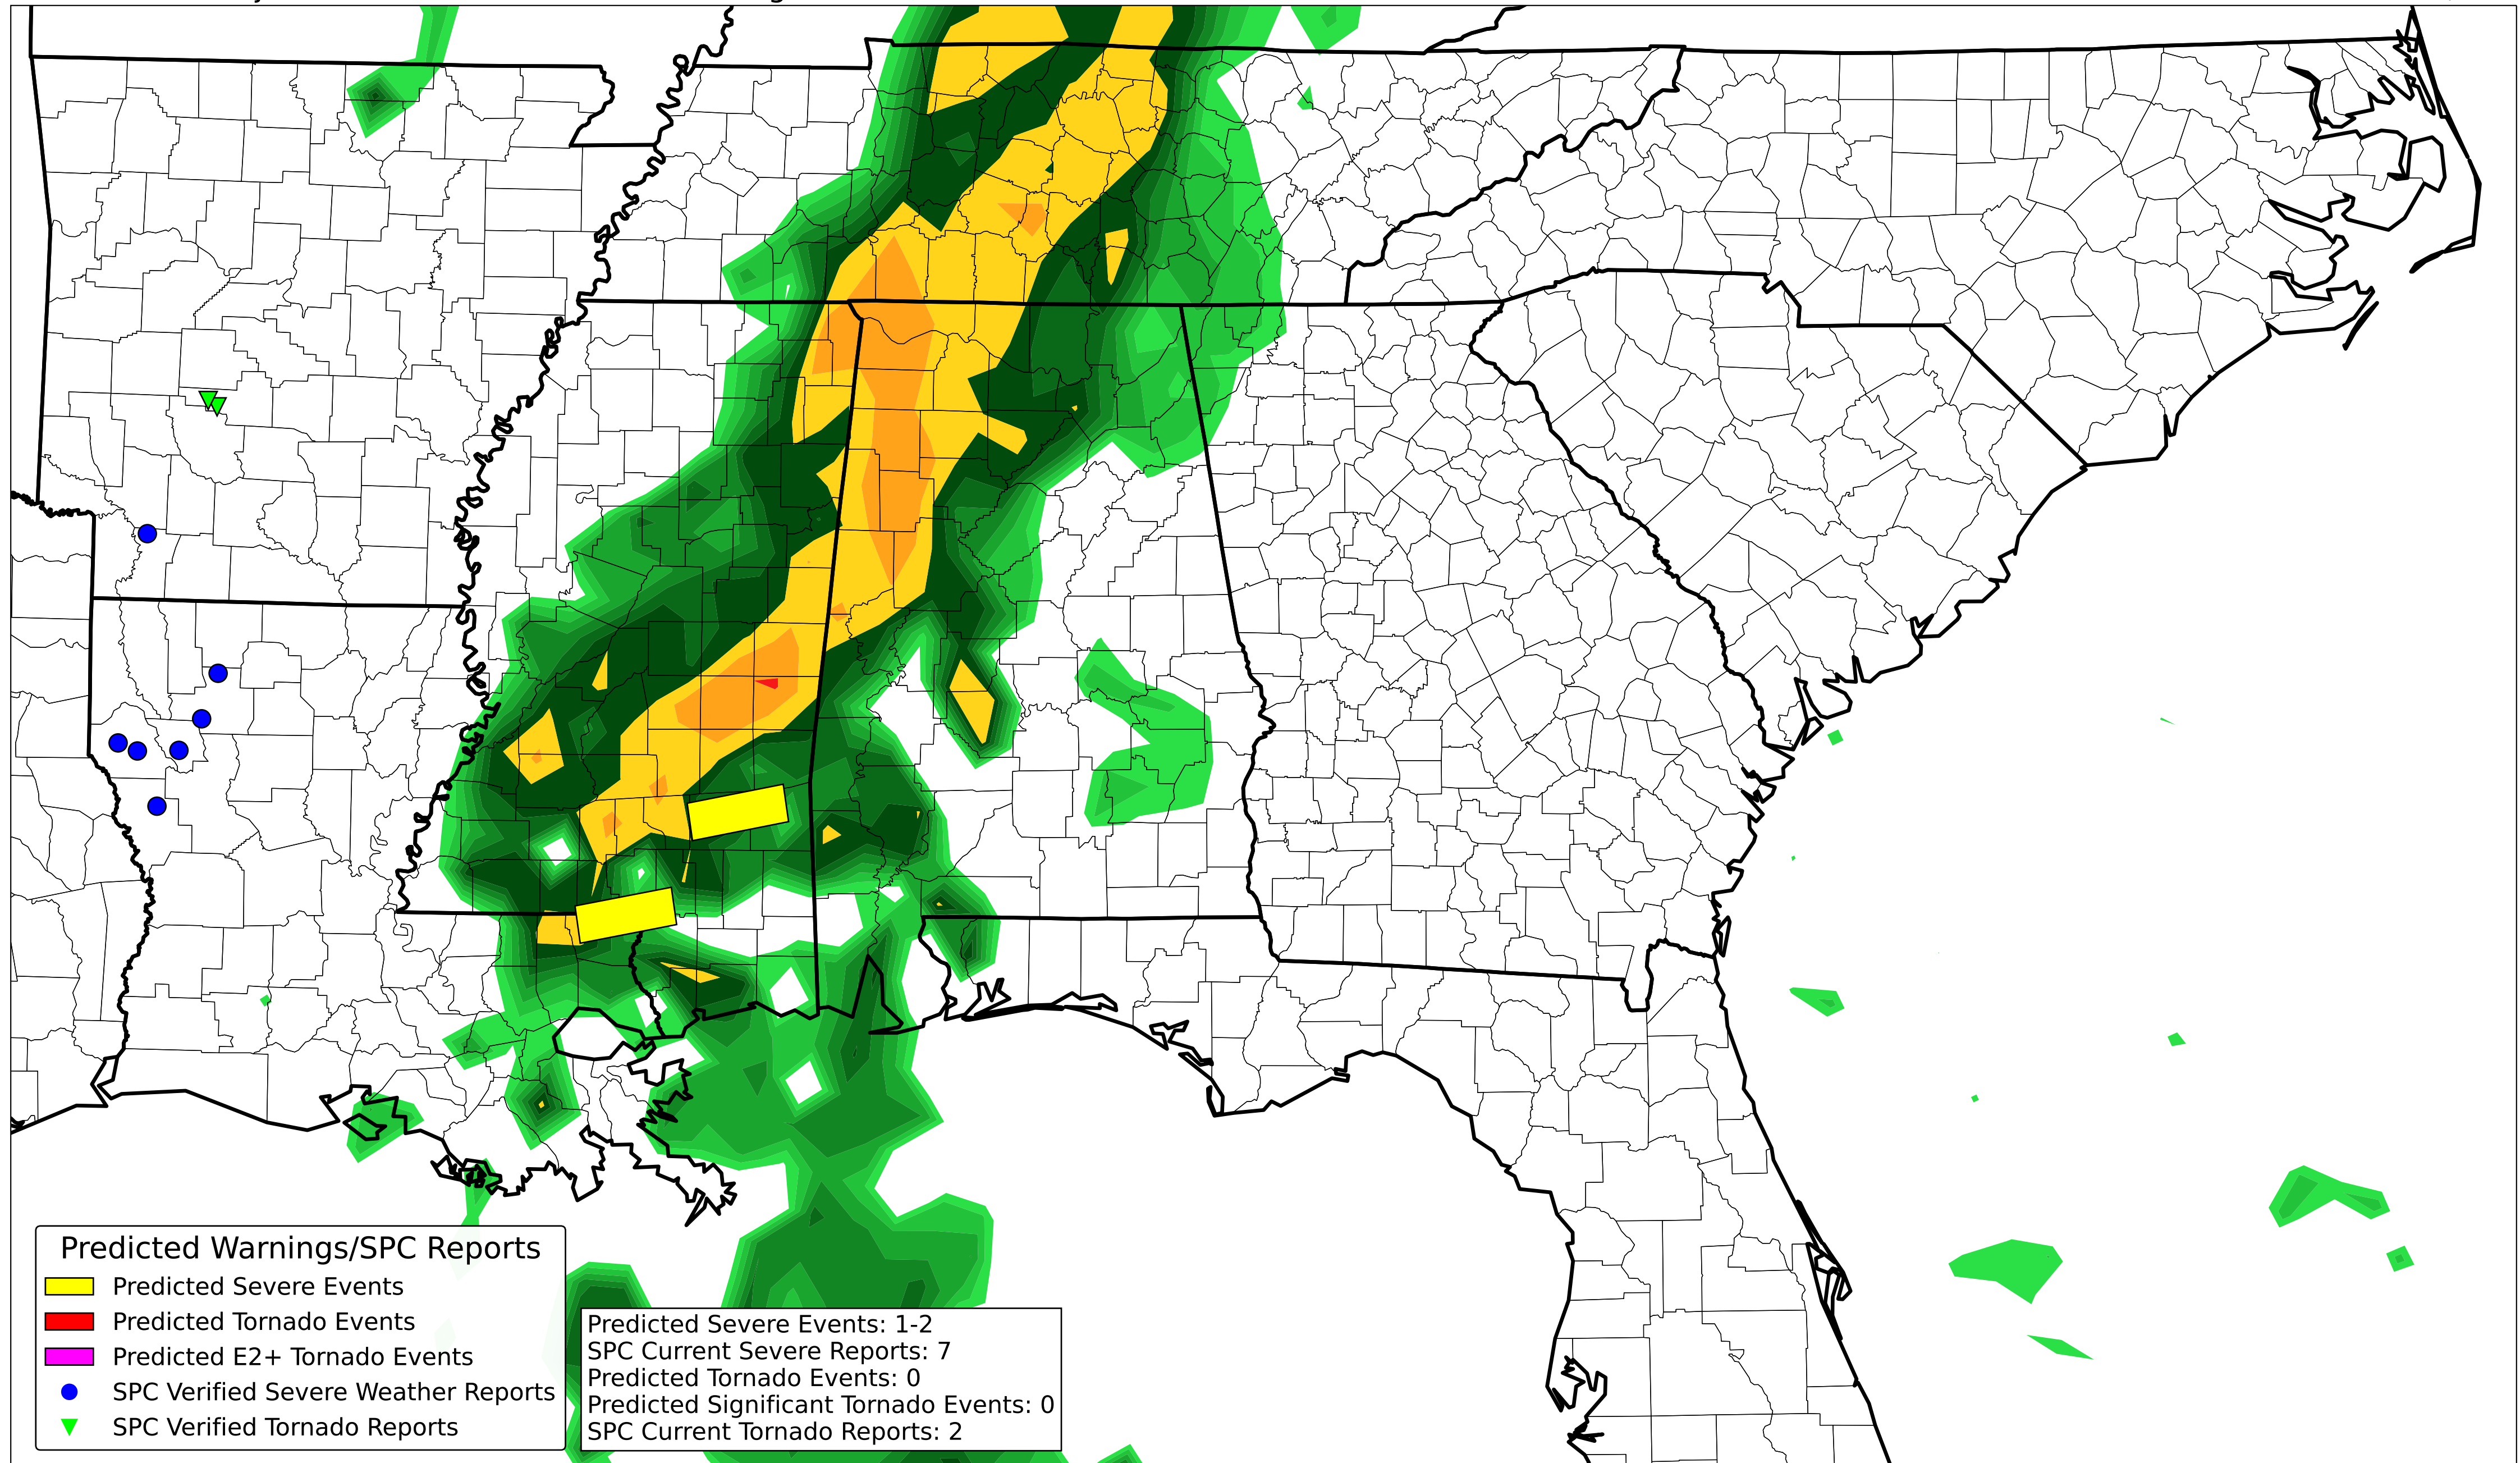 Predicted Warnings/SPC Reports
Predicted Severe Events
Predicted Tornado Events
Predicted E2+ Tornado Events
SPC Verified Severe Weather Reports
SPC Verified Tornado Reports
Predicted Severe Events: 1-2
SPC Current Severe Reports: 7
Predicted Tornado Events: 0
Predicted Significant Tornado Events: 0
SPC Current Tornado Reports: 2